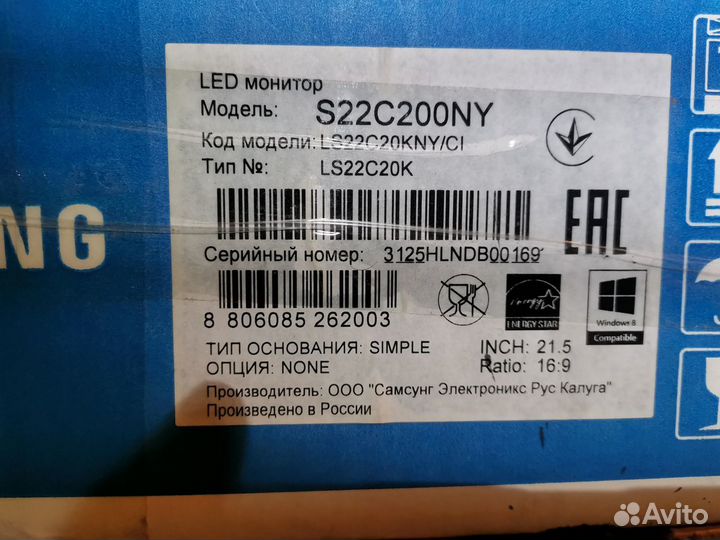 LED монитор
Модель: S22C200NY
Код модели: LS22C20KNY/CI
Тип №: LS22C20K
NG
EAC
Серийный номер: 3125HLNDB00169
8 806085 262003
ENERGY STAR
Windows 8
Compatible
ТИП ОСНОВАНИЯ: SIMPLE INCH: 21.5
ОПЦИЯ: NONE Ratio: 16:9
Производитель: ООО "Самсунг Электроникс Рус Калуга"
Произведено в России
Avito